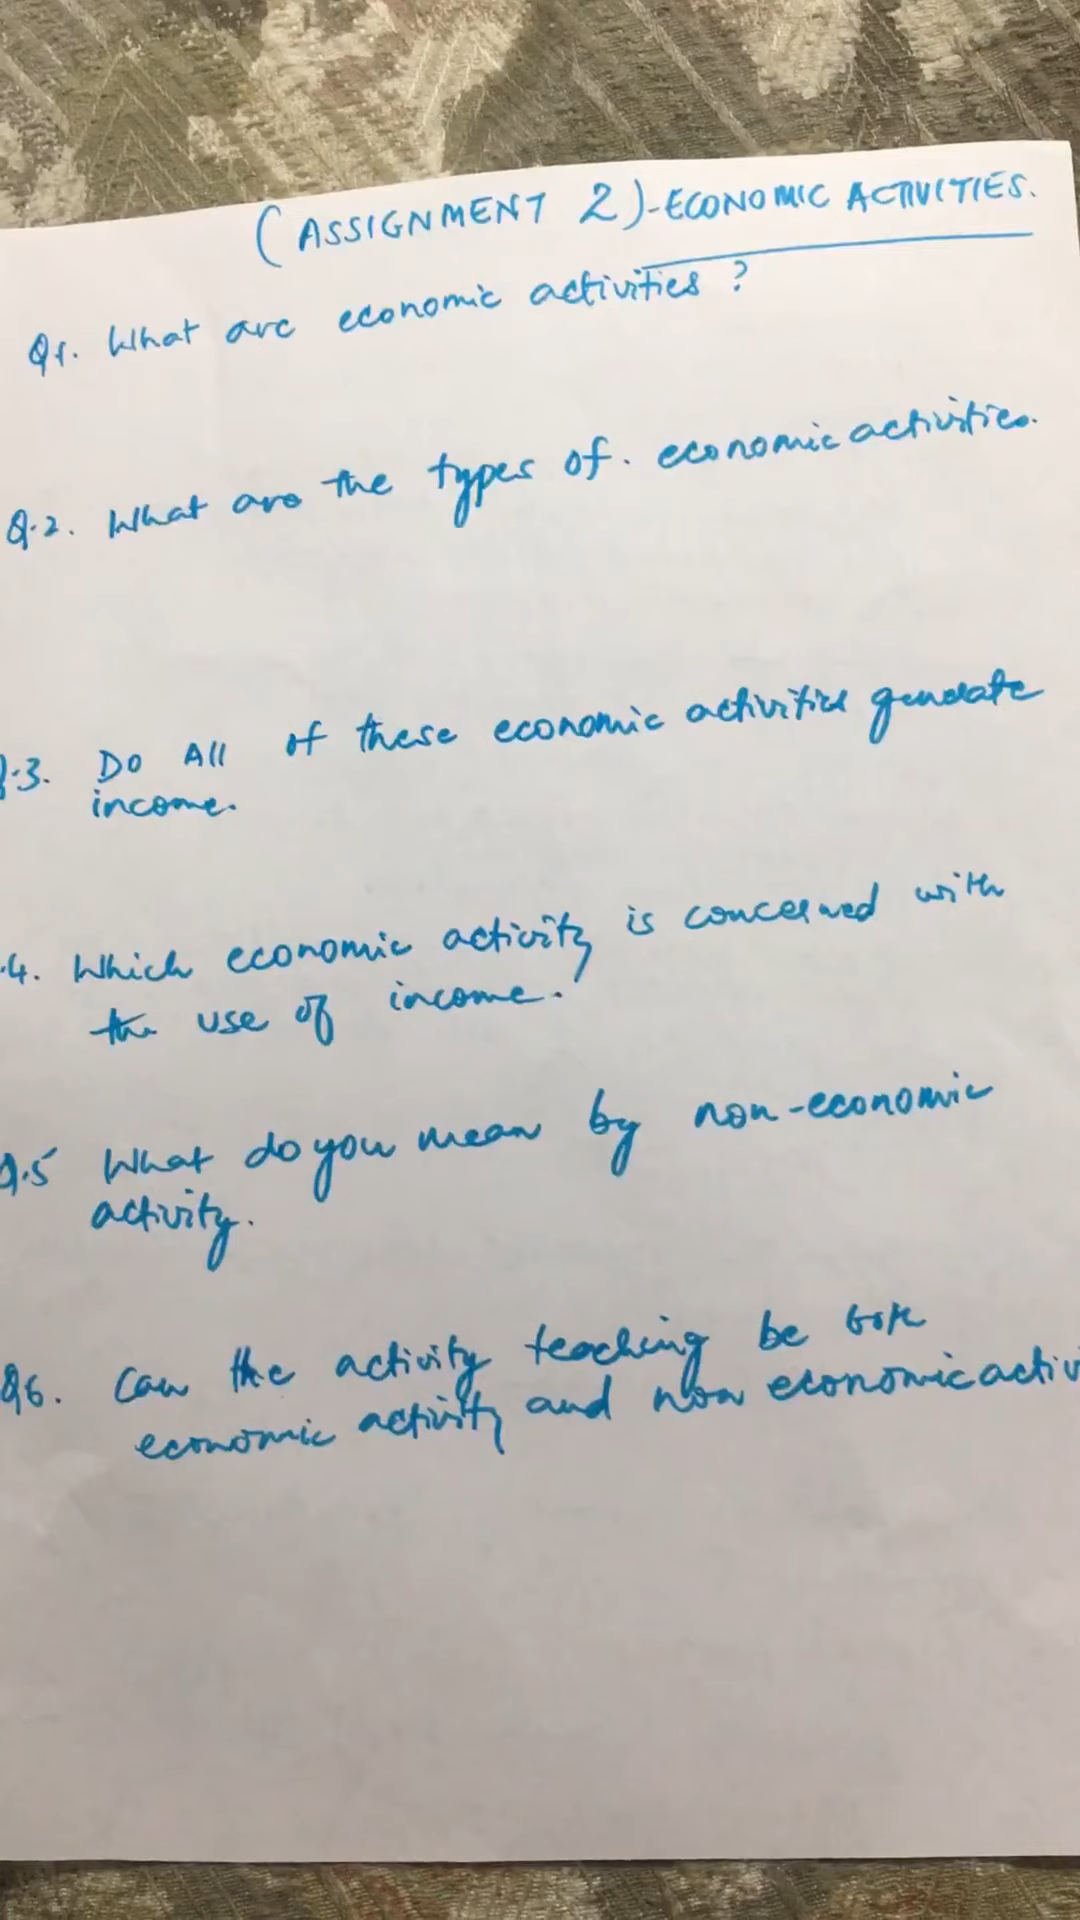 (ASSIGNMENT 2)-ECONOMIC ACTIVITIES.
Q1. What are economic activities ?
Q.2. What are the types of. economic activities.
Q.3. Do All of these economic activities generate
income.
.4. Which economic activity is concerned with
the use of income.
Q.5 What do you mean by non-economic
activity.
Q6. Can the activity teaching be both
economic activity and non economic activ